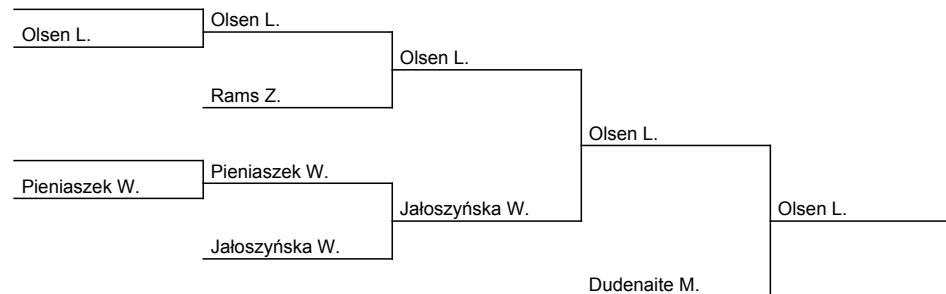 Olsen L.
Olsen L.
Olsen L.
Rams Z.
Olsen L.
Pieniaszek W.
Pieniaszek W.
Jałoszyńska W.
Olsen L.
Jałoszyńska W.
Dudenaite M.